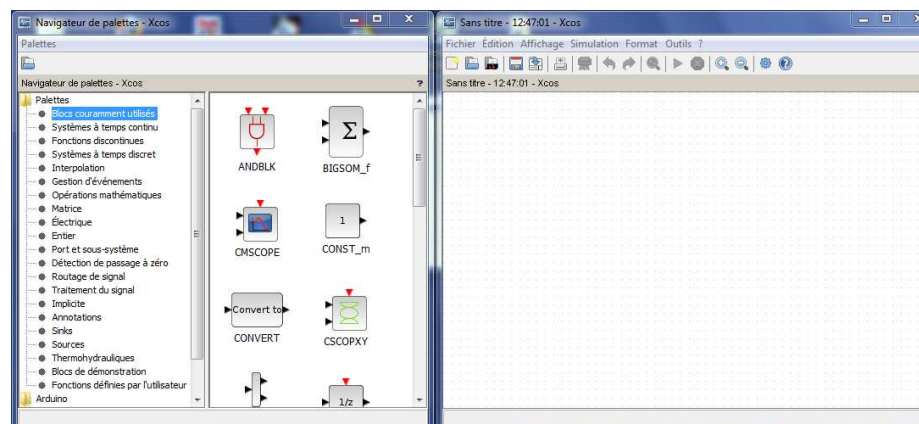 Navigateur de palettes - Xcos
Palettes
Navigateur de palettes - Xcos ?
Palettes
Blocs couramment utilisés
Systèmes à temps continu
Fonctions discontinues
Systèmes à temps discret
Interpolation
Gestion d'événements
Opérations mathématiques
Matrice
Électrique
Entier
Port et sous-système
Détection de passage à zéro
Routage de signal
Traitement du signal
Implicite
Annotations
Sinks
Sources
Thermohydrauliques
Blocs de démonstration
Fonctions définies par l'utilisateur
Arduino
Σ
ANDBLK BIGSOM_f
1
CMSCOPE CONST_m
Convert to
CONVERT CSCOPXY
1/z
Sans titre - 12:47:01 - Xcos
Fichier Édition Affichage Simulation Format Outils ?
Sans titre - 12:47:01 - Xcos